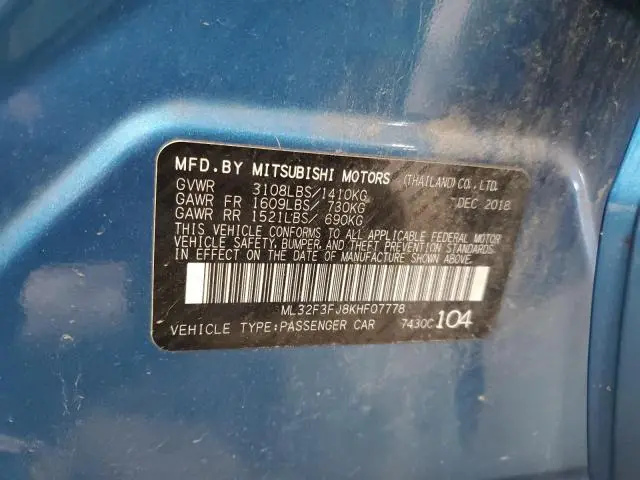 MFD.BY MITSUBISHI MOTORS (THAILAND) CO., LTD.
GVWR 3108LBS/1410KG
GAWR FR 1609LBS/ 730KG DEC 2018
GAWR RR 1521LBS/ 690KG
THIS VEHICLE CONFORMS TO ALL APPLICABLE FEDERAL MOTOR
VEHICLE SAFETY, BUMPER, AND THEFT PREVENTION STANDARDS
IN EFFECT ON THE DATE OF MANUFACTURE SHOWN ABOVE.
ML32F3FJ8KHF07778
VEHICLE TYPE:PASSENGER CAR 7430C 104